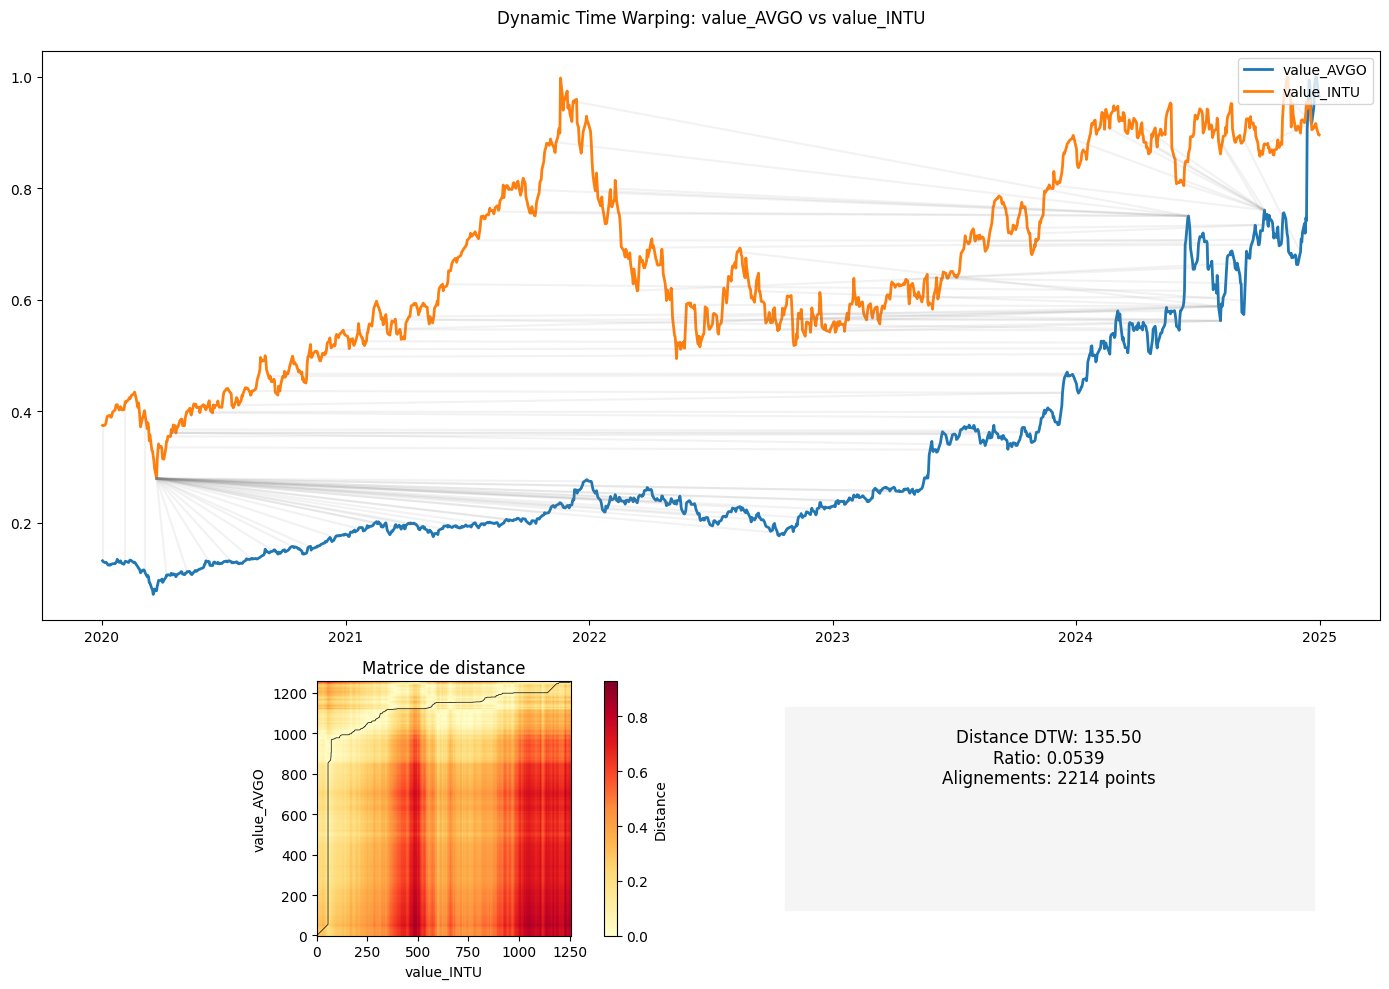 Dynamic Time Warping: value_AVGO vs value_INTU
value_AVGO
value_INTU
1.0
0.8
0.6
0.4
0.2
2020 2021 2022 2023 2024 2025
Matrice de distance
value_AVGO
1200
1000
800
600
400
200
0
0 250 500 750 1000 1250
value_INTU
0.8
0.6
0.4
0.2
0.0
Distance
Distance DTW: 135.50
Ratio: 0.0539
Alignements: 2214 points